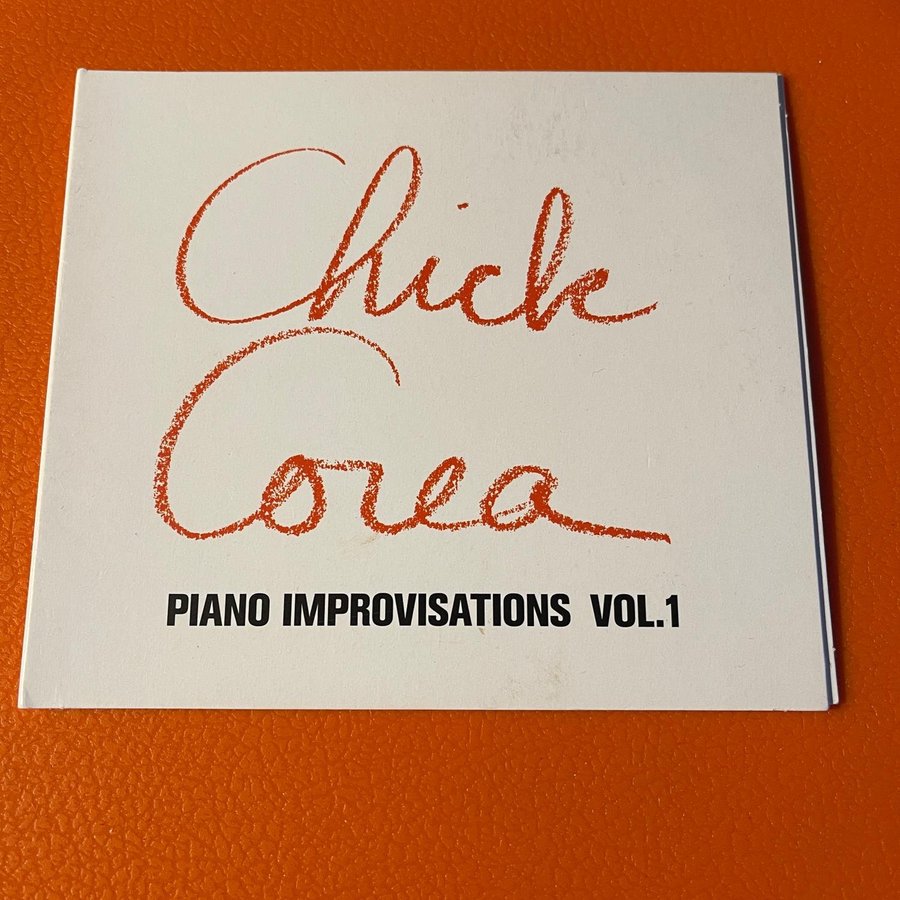 Chick
Corea
PIANO IMPROVISATIONS VOL.1